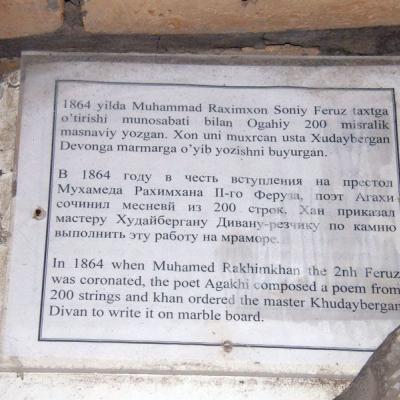 1864 yilda Muhammad Raximxon Soniy Feruz taxtga
o'tirishi munosabati bilan Ogahiy 200 misralik
masnaviy yozgan. Xon uni muxrcan usta Xudaybergan
Devonga marmarga o'yib yozishni buyurgan.
В 1864 году в честь вступления на престол
Мухамеда Рахимхана II-го Феруза, поэт Агахи
сочинил месневй из 200 строк. Хан приказал
мастеру Худайбергану Дивану-резчику по камню
выполнить эту работу на мраморе.
In 1864 when Muhamed Rakhimkhan the 2nh Feruz
was coronated, the poet Agakhi composed a poem from
200 strings and khan ordered the master Khudaybergan
Divan to write it on marble board.